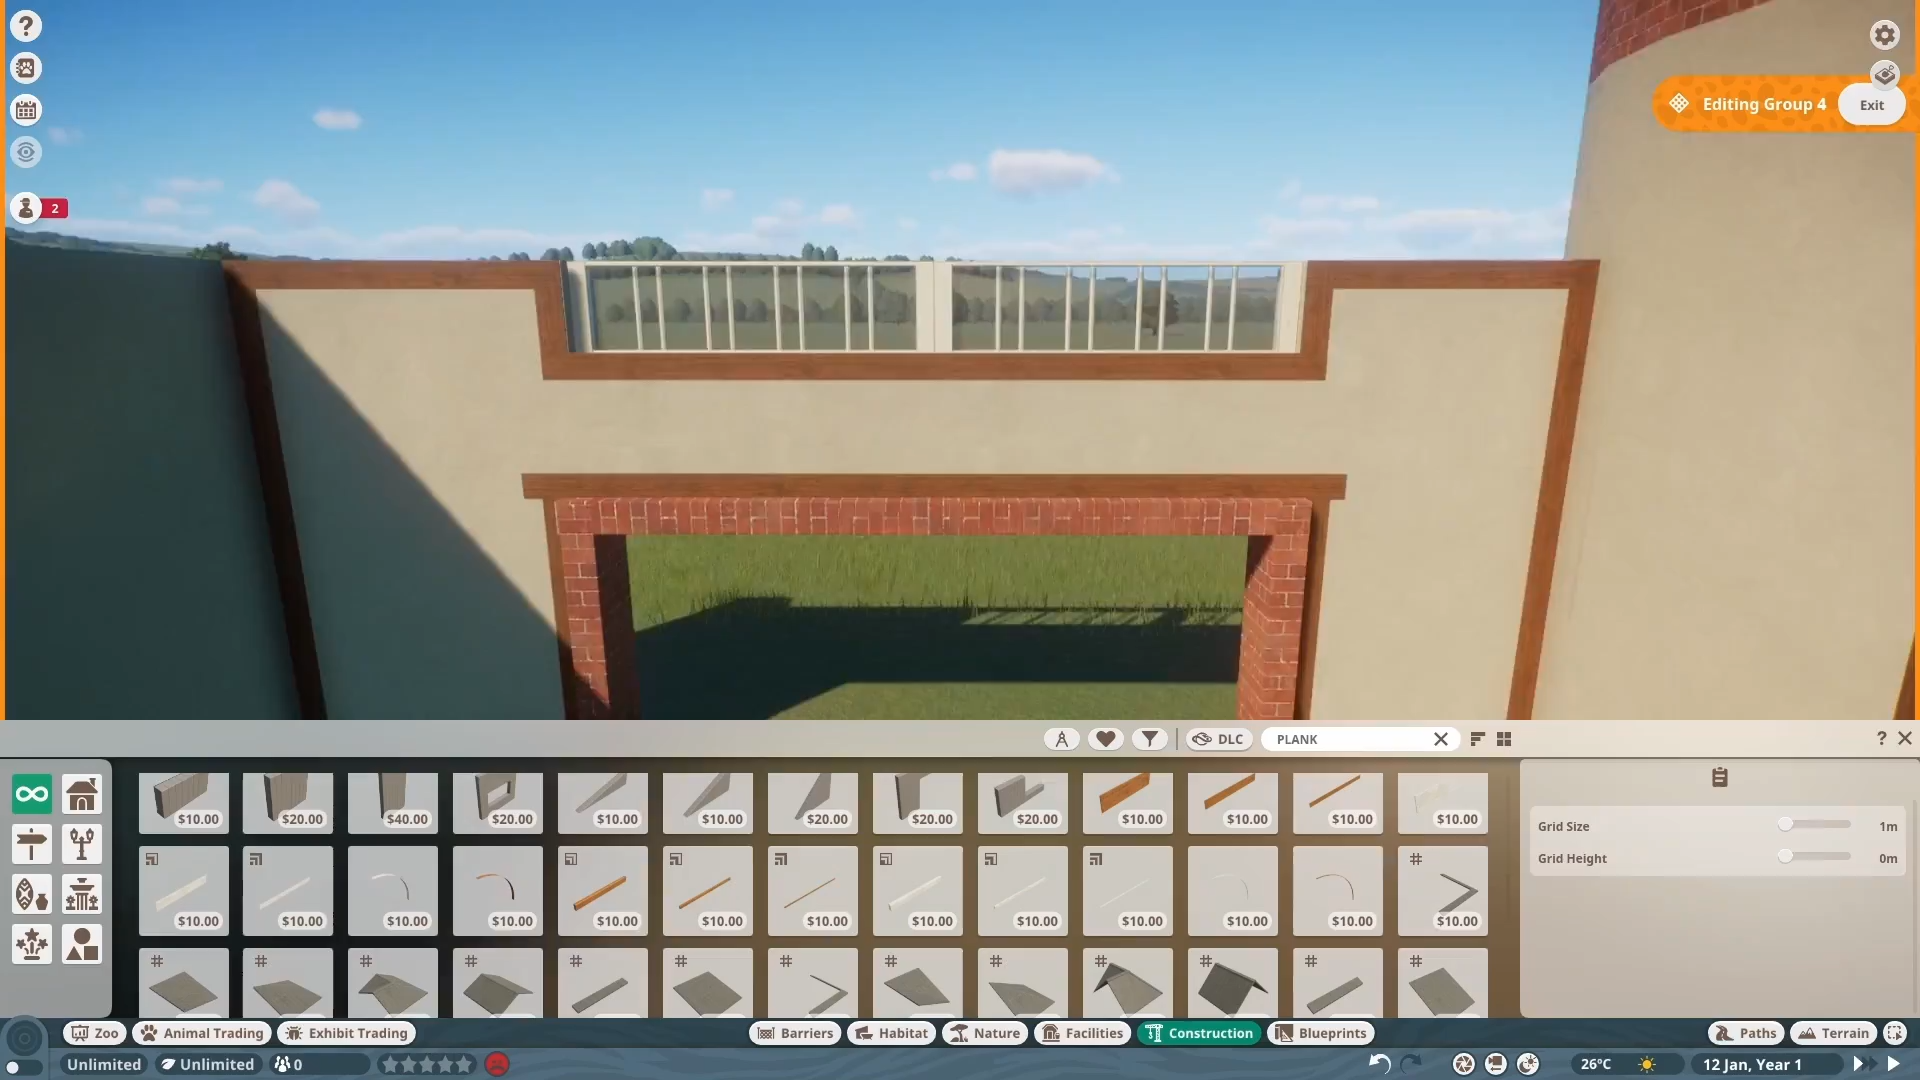 ?
2
Editing Group 4
Exit
DLC
PLANK
?
$10.00 $20.00 $40.00 $20.00 $10.00 $10.00 $20.00 $20.00 $20.00 $10.00 $10.00 $10.00 $10.00
$10.00 $10.00 $10.00 $10.00 $10.00 $10.00 $10.00 $10.00 $10.00 $10.00 $10.00 $10.00 $10.00
Grid Size 1m
Grid Height 0m
Zoo Animal Trading Exhibit Trading Barriers Habitat Nature Facilities Construction Blueprints Paths Terrain
Unlimited Unlimited 0 26°C 12 Jan, Year 1